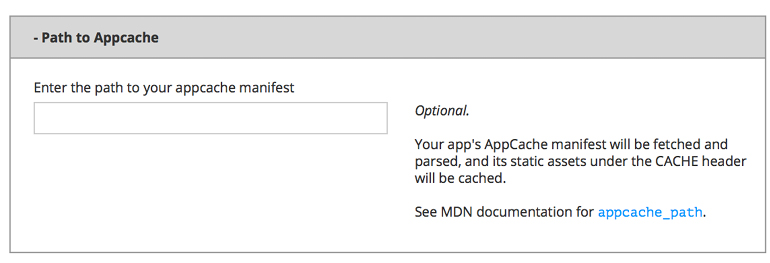 - Path to Appcache
Enter the path to your appcache manifest
Optional.
Your app's AppCache manifest will be fetched and
parsed, and its static assets under the CACHE header
will be cached.
See MDN documentation for appcache_path.